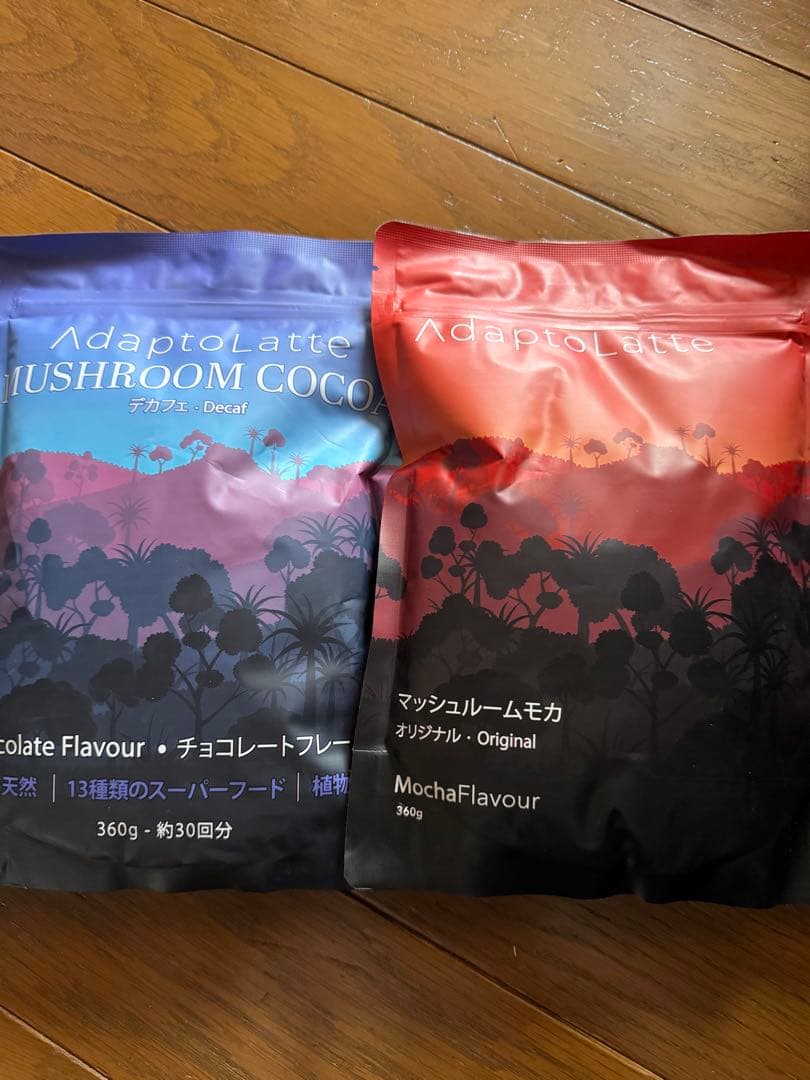 AdaptoLatte
MUSHROOM COCOA
デカフェ・Decaf
colate Flavour • チョコレートフレー
天然 | 13種類のスーパーフード | 植物
360g - 約30回分
AdaptoLatte
マッシュルームモカ
オリジナル・Original
MochaFlavour
360g